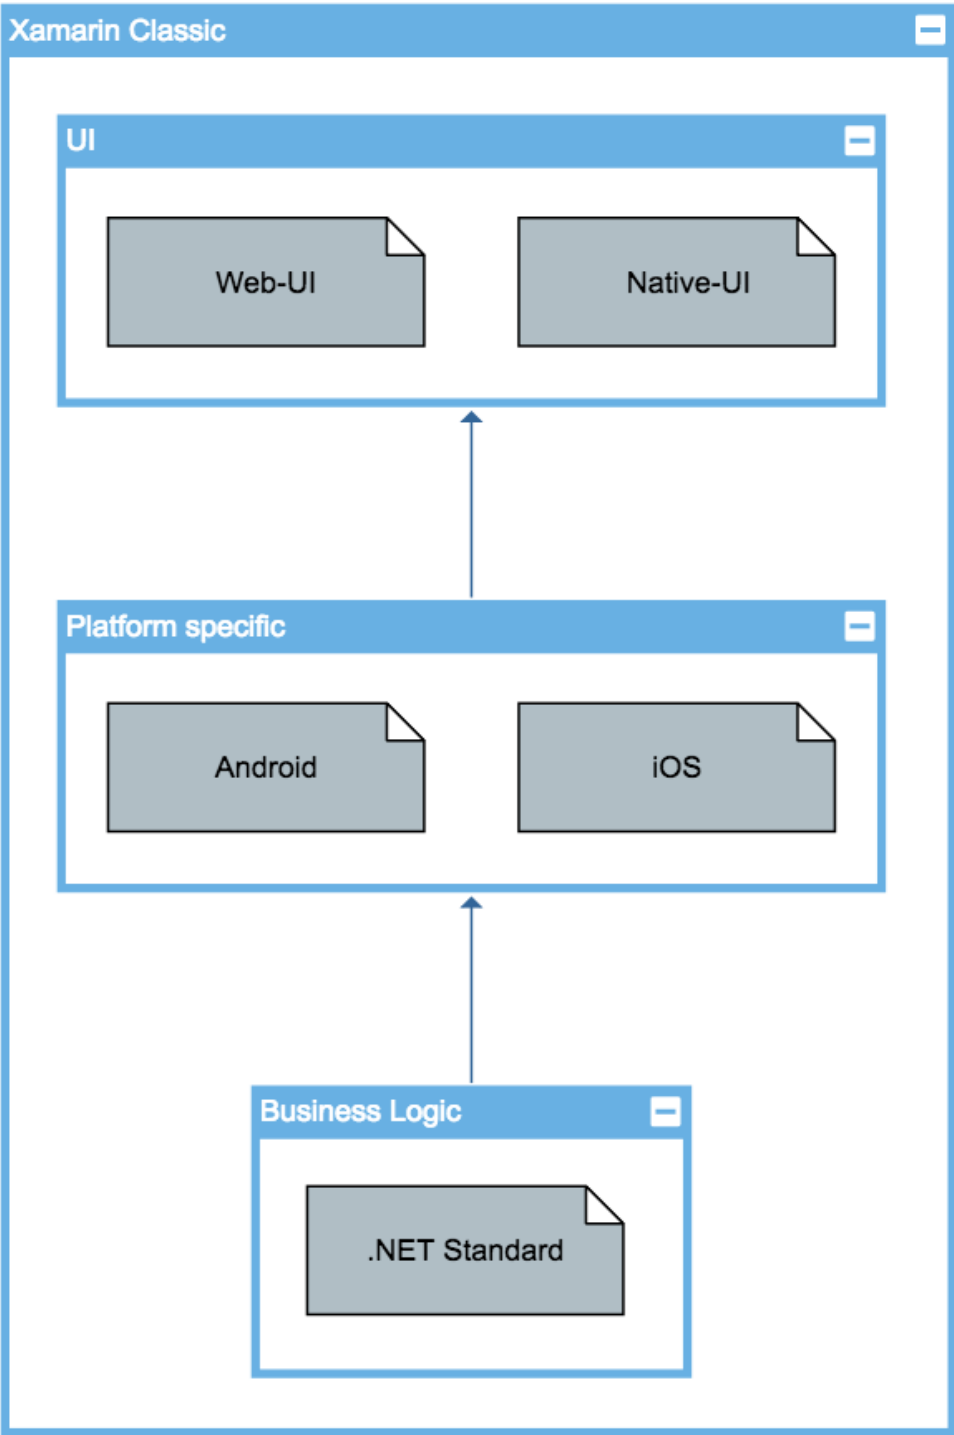 Xamarin Classic
UI
Web-UI
Native-UI
Platform specific
Android
iOS
Business Logic
.NET Standard